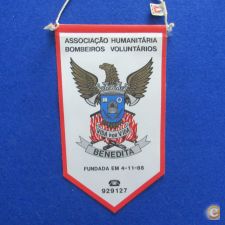 ASSOCIAÇÃO HUMANITÁRIA
BOMBEIROS VOLUNTÁRIOS
VIDA POR VIDA
BENEDITA
FUNDADA EM 4-11-88
929127